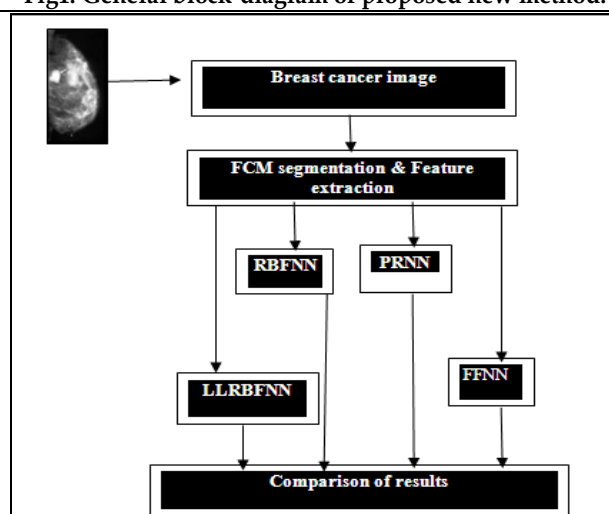 Fig1. General block diagram of proposed new method.
Breast cancer image
FCM segmentation & Feature
extraction
RBFNN
PRNN
LLRBFNN
FFNN
Comparison of results